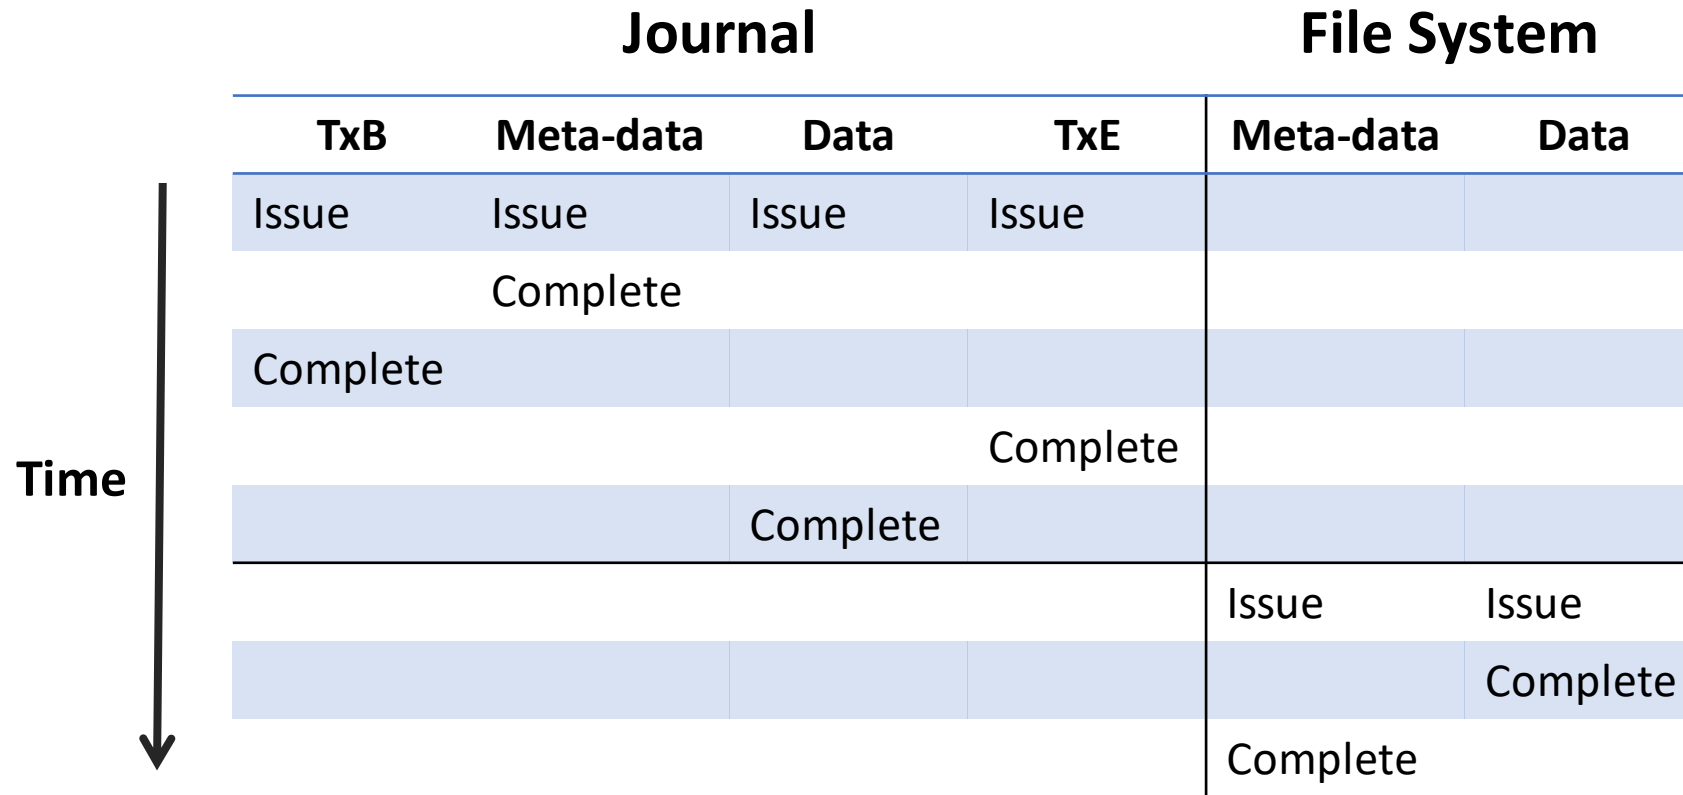 Journal File System
TxB Meta-data Data TxE Meta-data Data
Issue Issue Issue Issue
Complete
Complete
Complete
Time
Complete
Issue Issue
Complete
Complete